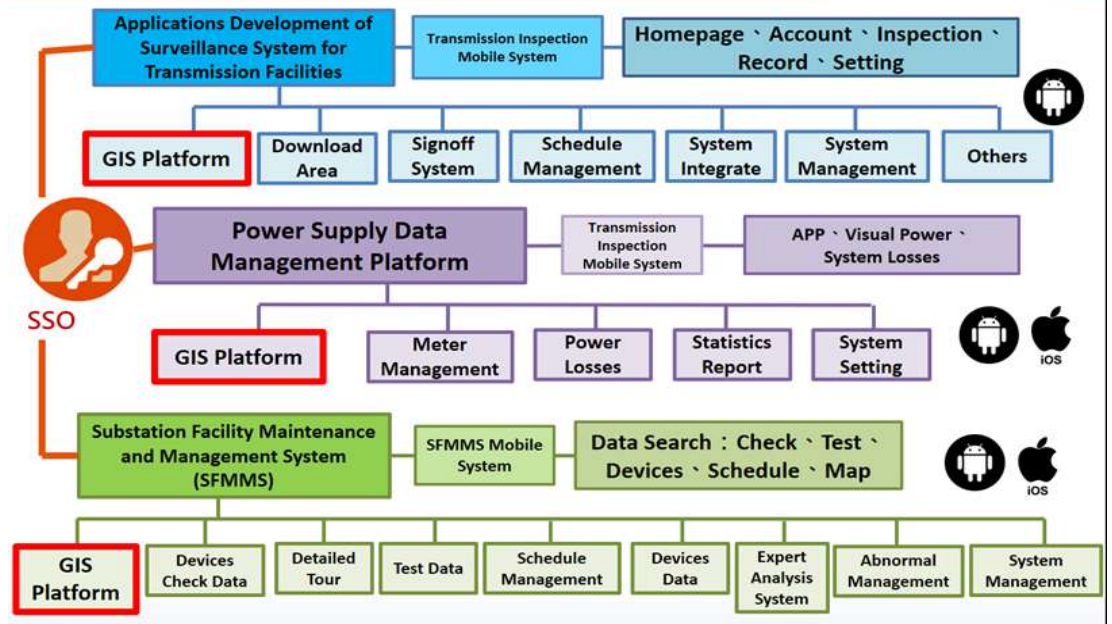 Applications Development of
Surveillance System for
Transmission Facilities
Transmission Inspection
Mobile System
Homepage、Account、Inspection、
Record、Setting
GIS Platform
Download
Area
Signoff
System
Schedule
Management
System
Integrate
System
Management
Others
SSO
Power Supply Data
Management Platform
Transmission
Inspection
Mobile System
APP、Visual Power、
System Losses
GIS Platform
Meter
Management
Power
Losses
Statistics
Report
System
Setting
iOS
Substation Facility Maintenance
and Management System
(SFMMS)
SFMMS Mobile
System
Data Search：Check、Test、
Devices、Schedule、Map
iOS
GIS
Platform
Devices
Check Data
Detailed
Tour
Test Data
Schedule
Management
Devices
Data
Expert
Analysis
System
Abnormal
Management
System
Management